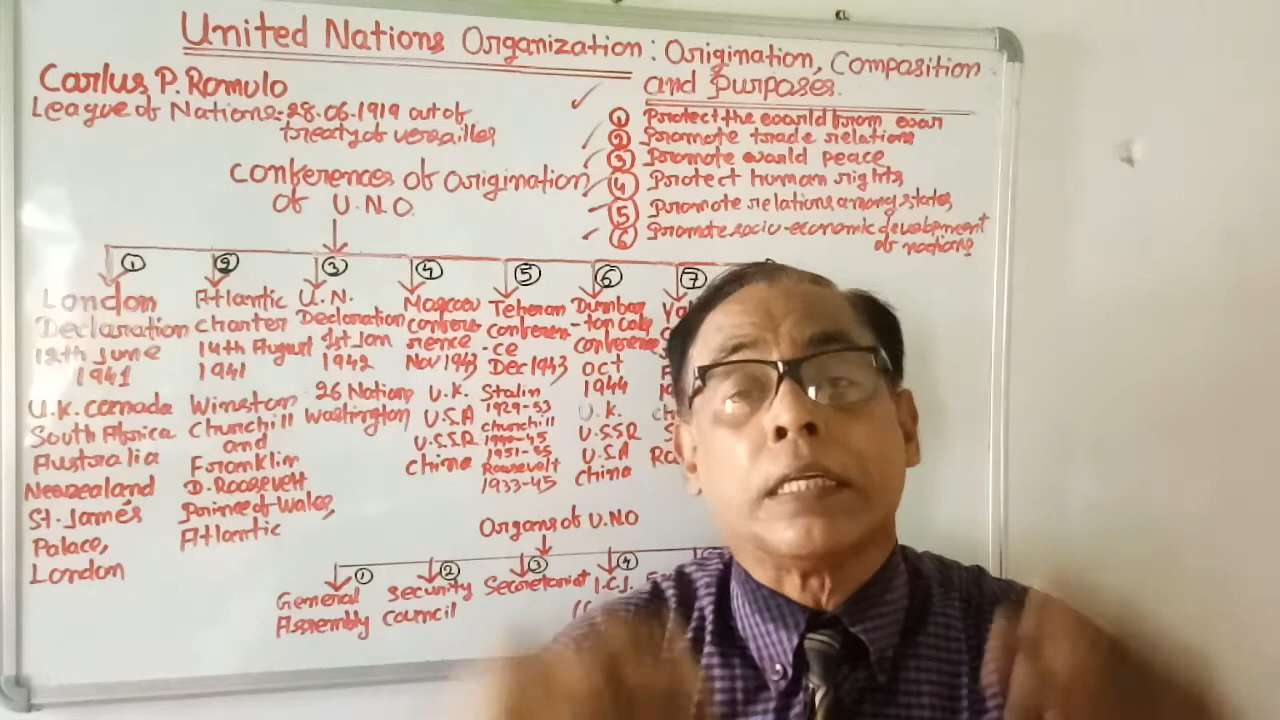 United Nations Organization: Origination, Composition
and Purposes.
Carlus P. Romulo
League of Nations:-28.06.1919 out of
treaty of versailles
① Protect the world from war
② Promote trade relations
③ Promote world peace
④ Protect human rights
⑤ Promote relations among states
⑥ Promote socio-economic development
of nations
Conferences of origination
of U.N.O.
①
London
Declaration
12th June
1941
U.K. Canada
South Africa
Australia
Newzealand
St. James
Palace,
London
②
Atlantic
Charter
14th August
1941
Winston
Churchill
and
Franklin
D. Roosevelt
Prince of Wales,
Atlantic
③
U.N.
Declaration
1st Jan
1942
26 Nation
Washington
④
Moscow
confere
rence
Nov 1943
U.K.
U.S.A
U.S.S.R
China
⑤
Teheran
conferen
-ce
Dec 1943
Stalin
1929-53
Churchill
1940-45
1951-55
Roosevelt
1933-45
⑥
Dumbar
-ton
conference
Oct
1944
U.K.
U.S.S.R
U.S.A
China
⑦
Organs of U.N.O
①
General
Assembly
②
Security
Council
③
Secretariat
④
I.C.J.